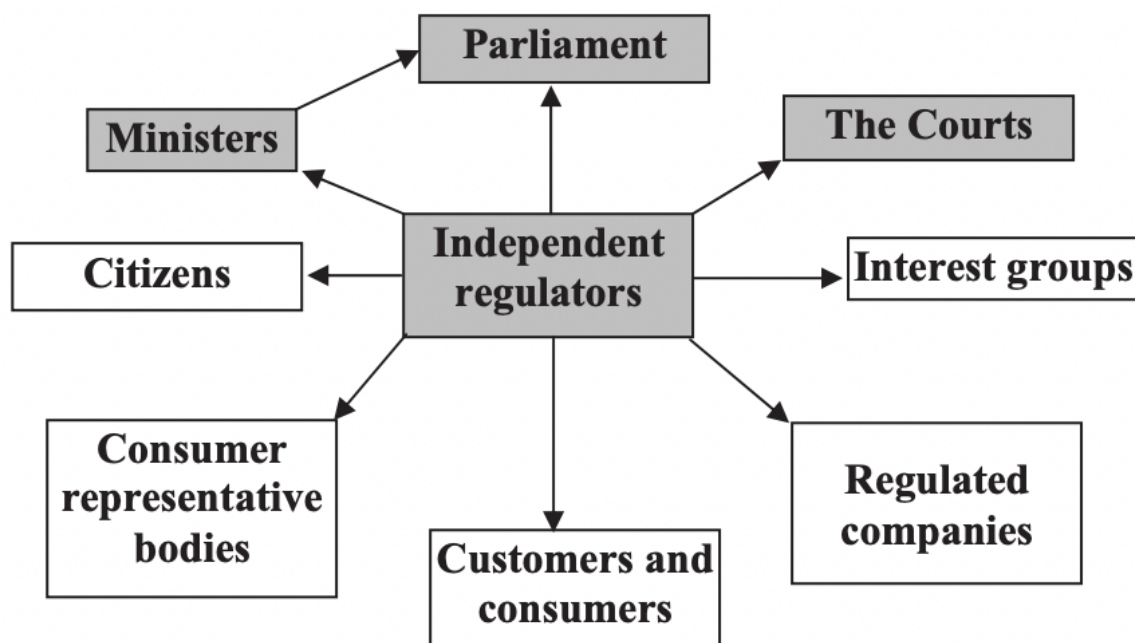 Parliament
Ministers
The Courts
Independent
regulators
Citizens
Interest groups
Consumer
representative
bodies
Customers and
consumers
Regulated
companies